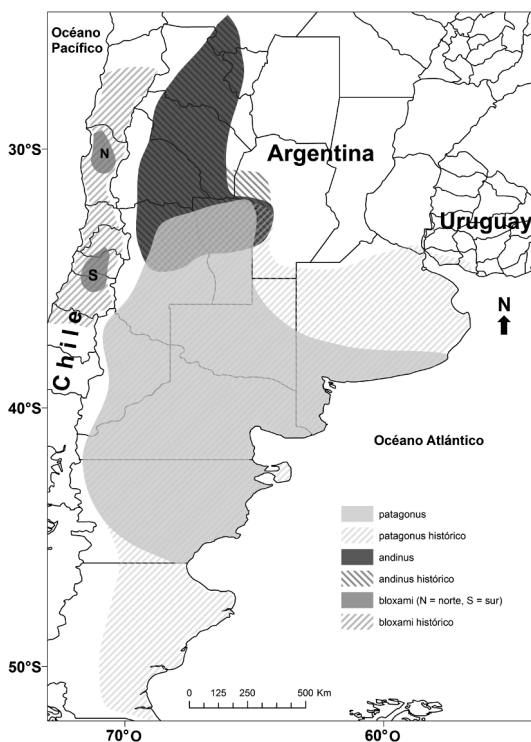 Océano
Pacífico
N
30°S
Argentina
Uruguay
S
N
Chile
40°S
Océano Atlántico
patagonus
patagonus histórico
andinus
andinus histórico
bloxami (N = norte, S = sur)
bloxami histórico
50°S
0 125 250 500 Km
70°O
60°O